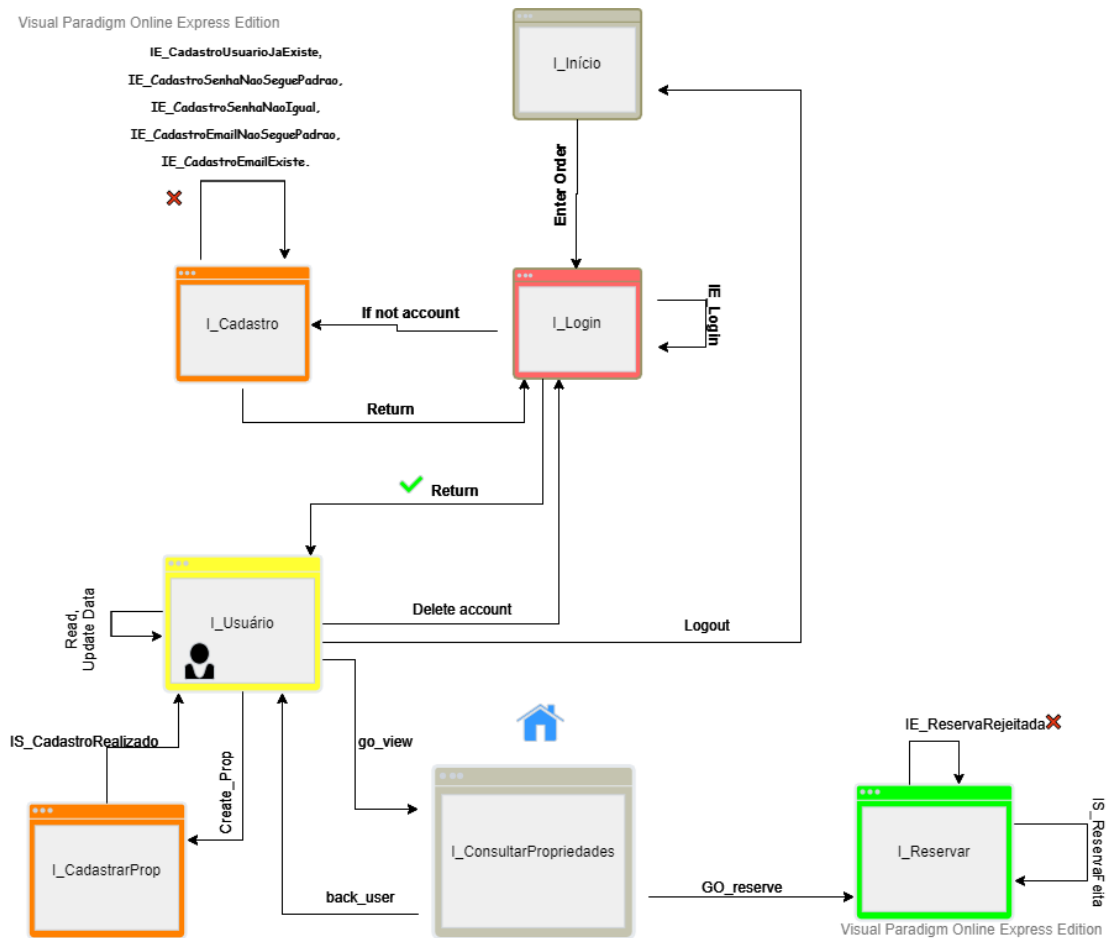 Visual Paradigm Online Express Edition
IE_CadastroUsuarioJaExiste,
IE_CadastroSenhaNaoSeguePadrao,
IE_CadastroSenhaNaoIgual,
IE_CadastroEmailNaoSeguePadrao,
IE_CadastroEmailExiste.
I_Início
Enter Order
I_Cadastro
If not account
I_Login
IE_Login
Return
Return
I_Usuário
Read,
Update Data
Delete account
Logout
IS_CadastroRealizado
Create_Prop
go_view
IE_ReservaRejeitada
I_CadastrarProp
I_ConsultarPropriedades
I_Reservar
IS_ReservaFeita
back_user
GO_reserve
Visual Paradigm Online Express Edition